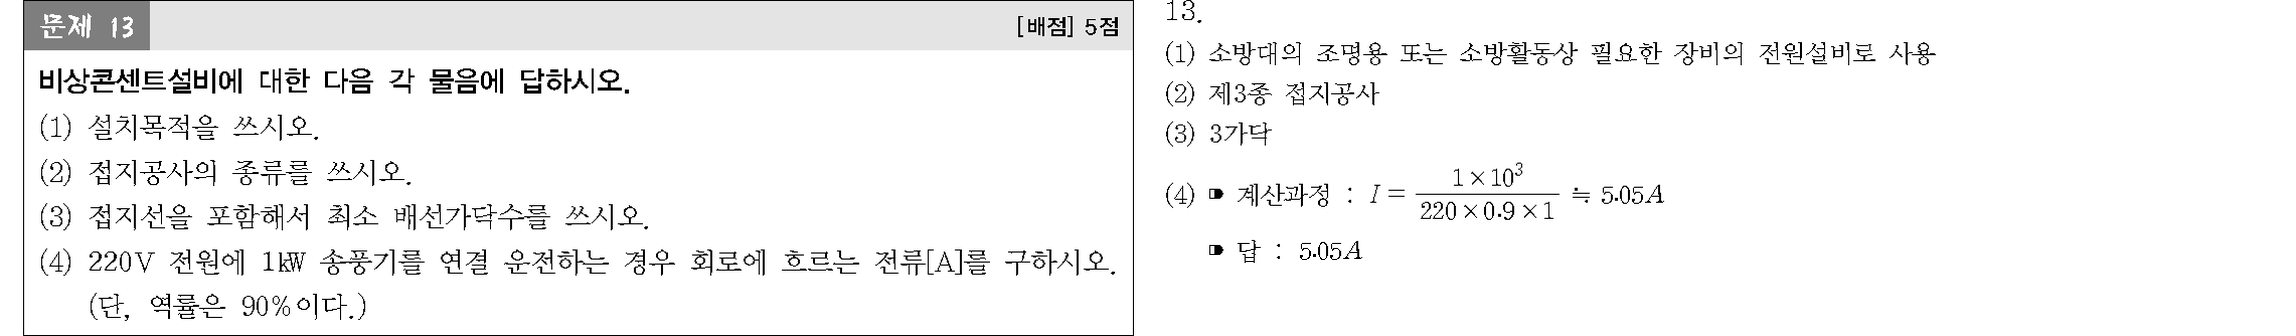 문제 13
[배점] 5점
비상콘센트설비에 대한 다음 각 물음에 답하시오.
(1) 설치목적을 쓰시오.
(2) 접지공사의 종류를 쓰시오.
(3) 접지선을 포함해서 최소 배선가닥수를 쓰시오.
(4) 220V 전원에 1kW 송풍기를 연결 운전하는 경우 회로에 흐르는 전류[A]를 구하시오.
(단, 역률은 90%이다.)
13.
(1) 소방대의 조명용 또는 소방활동상 필요한 장비의 전원설비로 사용
(2) 제3종 접지공사
(3) 3가닥
(4) ➠ 계산과정 : I = \frac{1×10³}{220×0.9×1} ≒ 5.05A
➠ 답 : 5.05A